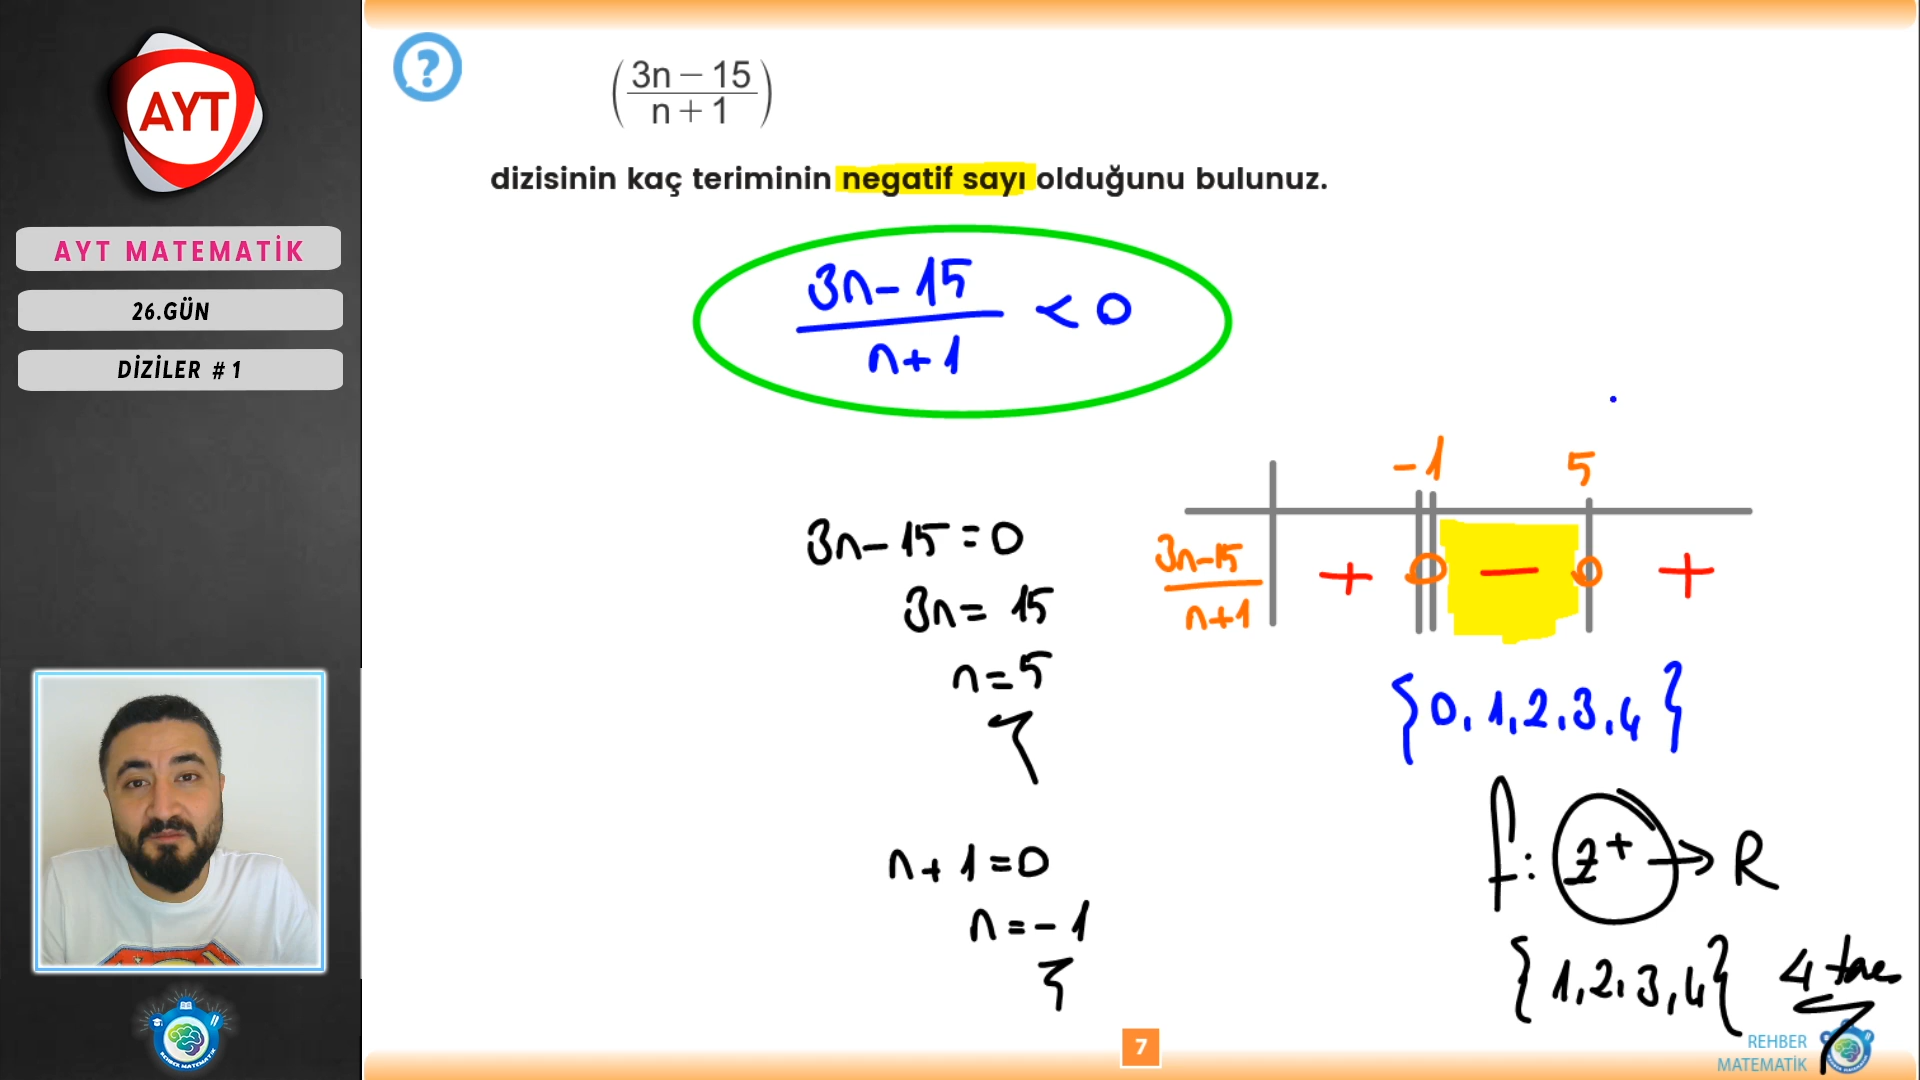 AYT
AYT MATEMATİK
26.GÜN
DİZİLER # 1
?
(3n − 15 / n + 1)
dizisinin kaç teriminin negatif sayı olduğunu bulunuz.
3n − 15 / n + 1 < 0
3n − 15 = 0
3n = 15
n = 5
n + 1 = 0
n = − 1
−1 5
3n−15 / n+1 + − +
{0, 1, 2, 3, 4}
f: Z+ → R
{1, 2, 3, 4} 4 tane
7
REHBER
MATEMATİK
REHBER MATEMATİK